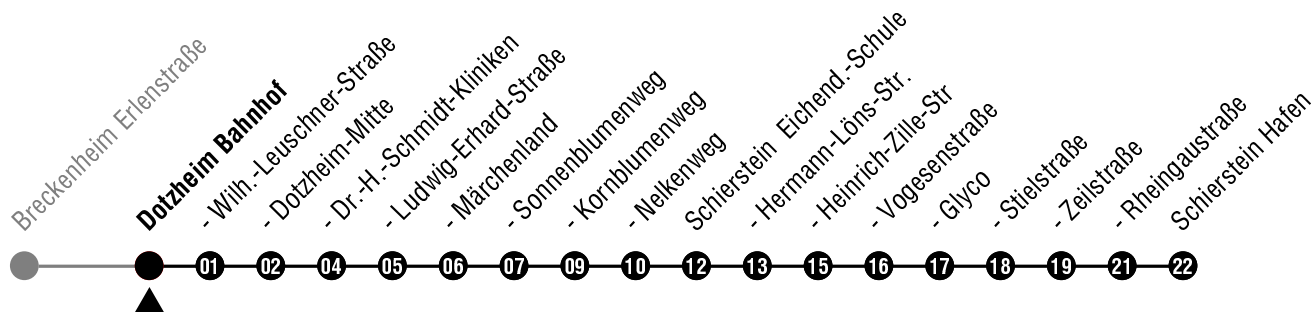 Breckenheim Erlenstraße
Dotzheim Bahnhof
- Wilh.-Leuschner-Straße
- Dotzheim-Mitte
- Dr.-H.-Schmidt-Kliniken
- Ludwig-Erhard-Straße
- Märchenland
- Sonnenblumenweg
- Kornblumenweg
- Nelkenweg
Schierstein Eichend.-Schule
- Hermann-Löns-Str.
- Heinrich-Zille-Str
- Vogesenstraße
- Glyco
- Stielstraße
- Zeilstraße
- Rheingaustraße
Schierstein Hafen
01 02 04 05 06 07 09 10 12 13 15 16 17 18 19 21 22